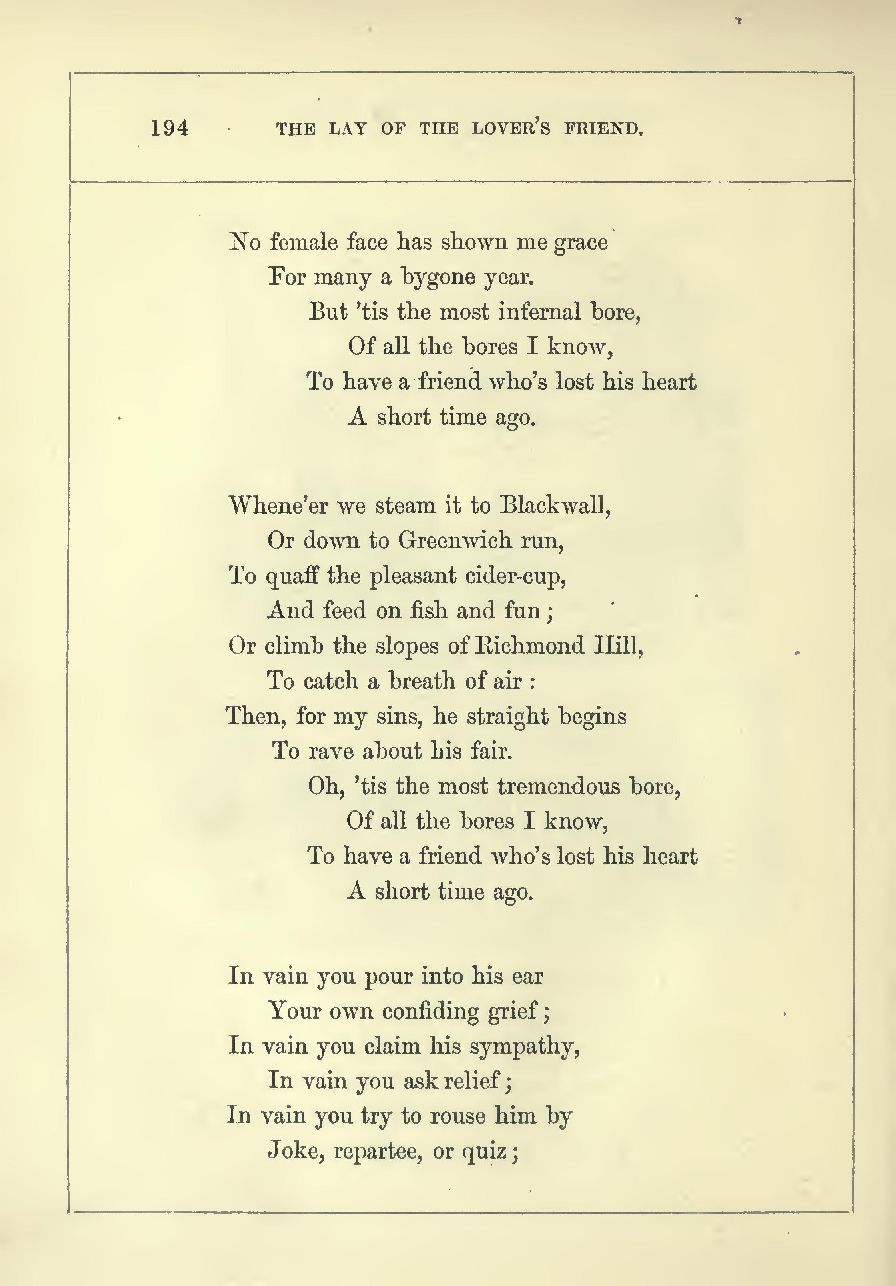 194 THE LAY OF THE LOVER'S FRIEND.
No female face has shown me grace
For many a bygone year.
But 'tis the most infernal bore,
Of all the bores I know,
To have a friend who's lost his heart
A short time ago.
Whene'er we steam it to Blackwall,
Or down to Greenwich run,
To quaff the pleasant cider-cup,
And feed on fish and fun ;
Or climb the slopes of Richmond Hill,
To catch a breath of air :
Then, for my sins, he straight begins
To rave about his fair.
Oh, 'tis the most tremendous bore,
Of all the bores I know,
To have a friend who's lost his heart
A short time ago.
In vain you pour into his ear
Your own confiding grief ;
In vain you claim his sympathy,
In vain you ask relief ;
In vain you try to rouse him by
Joke, repartee, or quiz ;